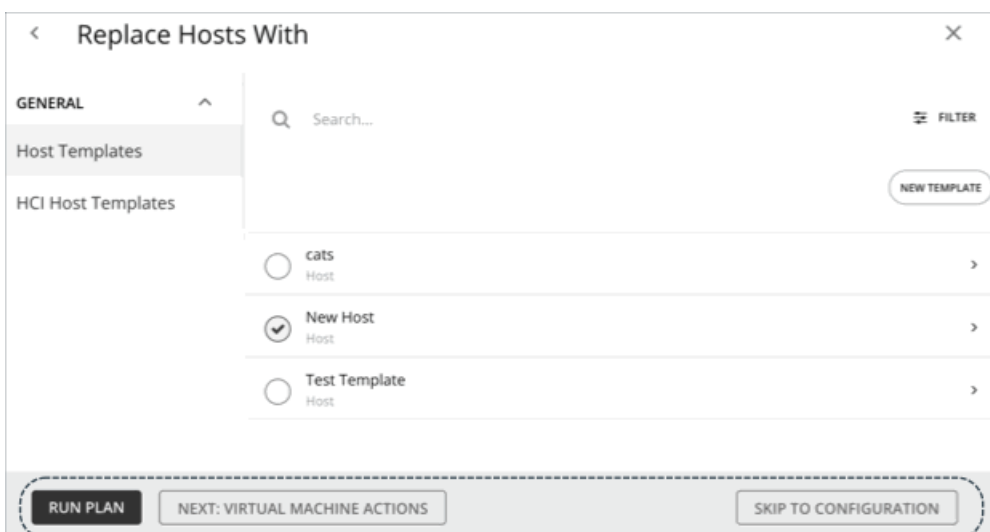 Replace Hosts With
GENERAL
Host Templates
HCI Host Templates
Search...
FILTER
NEW TEMPLATE
cats
Host
New Host
Host
Test Template
Host
RUN PLAN
NEXT: VIRTUAL MACHINE ACTIONS
SKIP TO CONFIGURATION